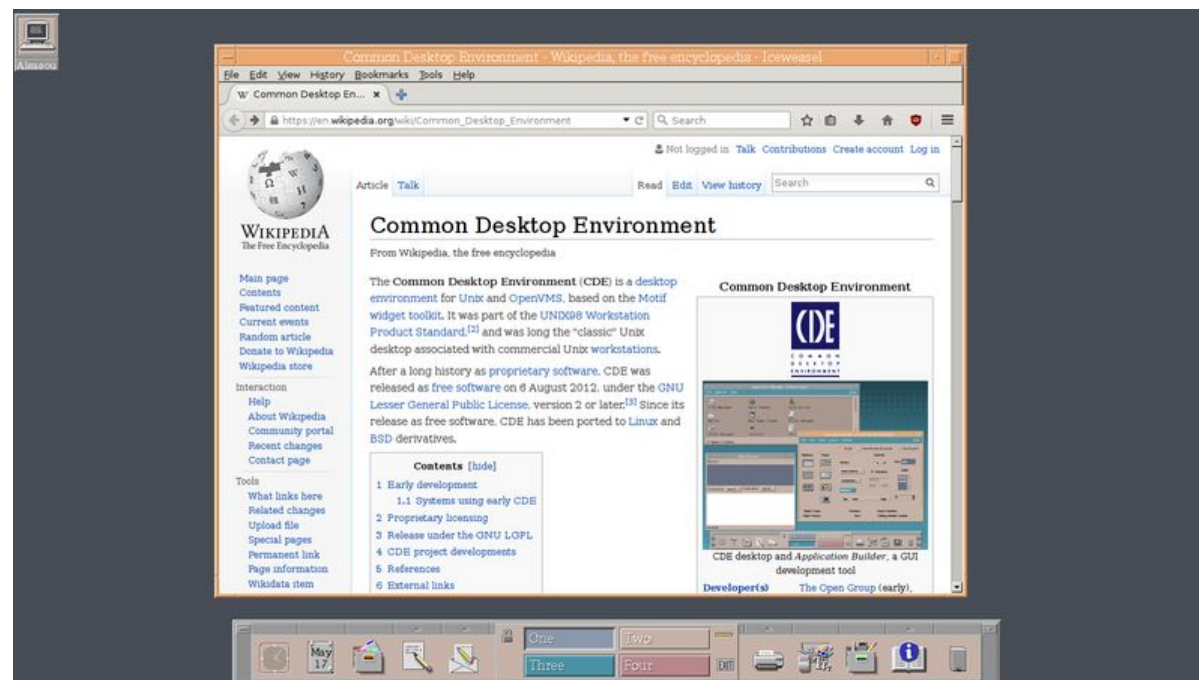 Common Desktop Environment - Wikipedia, the free encyclopedia - Iceweasel
File Edit View History Bookmarks Tools Help
W Common Desktop En...
https://en.wikipedia.org/wiki/Common_Desktop_Environment
Search
Not logged in Talk Contributions Create account Log in
Article Talk
Read Edit View history Search
WIKIPEDIA
The Free Encyclopedia
Main page
Contents
Featured content
Current events
Random article
Donate to Wikipedia
Wikipedia store
Interaction
Help
About Wikipedia
Community portal
Recent changes
Contact page
Tools
What links here
Related changes
Upload file
Special pages
Permanent link
Page information
Wikidata item
Common Desktop Environment
From Wikipedia, the free encyclopedia
The Common Desktop Environment (CDE) is a desktop
environment for Unix and OpenVMS, based on the Motif
widget toolkit. It was part of the UNIX98 Workstation
Product Standard,[2] and was long the "classic" Unix
desktop associated with commercial Unix workstations.
After a long history as proprietary software, CDE was
released as free software on 6 August 2012, under the GNU
Lesser General Public License, version 2 or later.[3] Since its
release as free software, CDE has been ported to Linux and
BSD derivatives.
Contents [hide]
1 Early development
1.1 Systems using early CDE
2 Proprietary licensing
3 Release under the GNU LGPL
4 CDE project developments
5 References
6 External links
Common Desktop Environment
CDE
COMMON
DESKTOP
ENVIRONMENT
CDE desktop and Application Builder, a GUI
development tool
Developer(s) The Open Group (early),
May
17
One Two
Three Four
EXIT